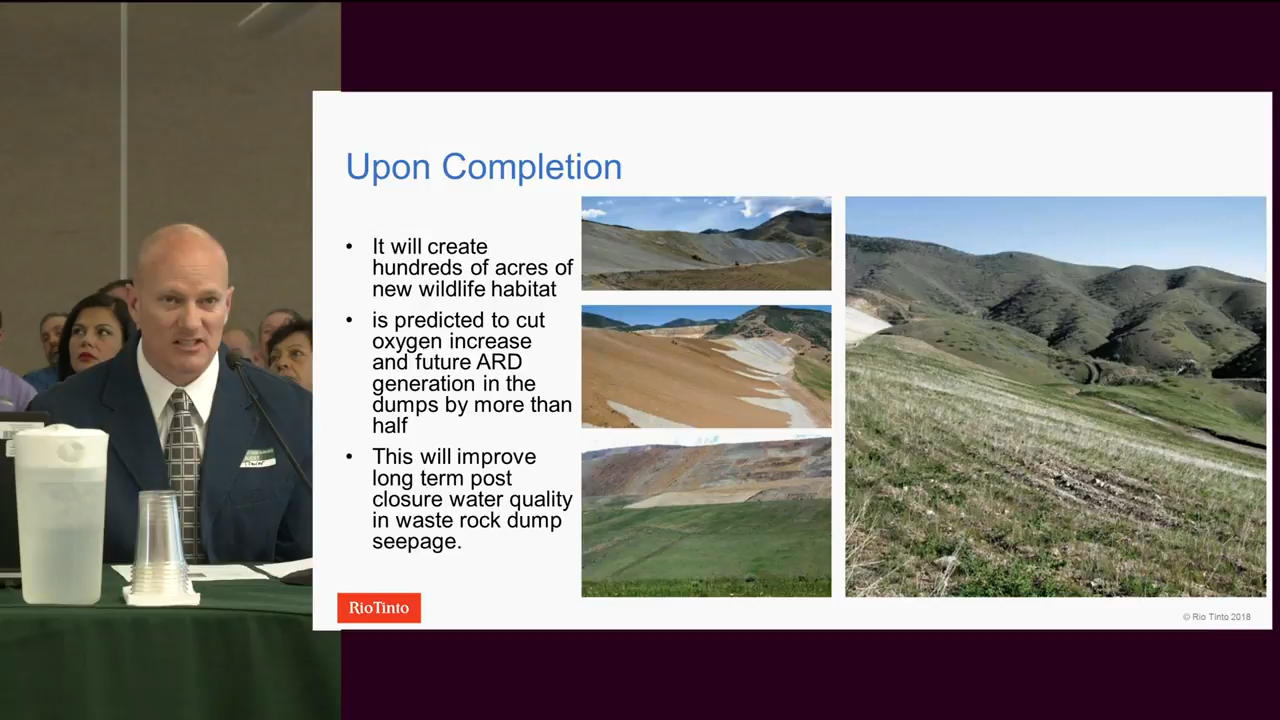 Upon Completion
• It will create
hundreds of acres of
new wildlife habitat
• is predicted to cut
oxygen increase
and future ARD
generation in the
dumps by more than
half
• This will improve
long term post
closure water quality
in waste rock dump
seepage.
RioTinto
© Rio Tinto 2018